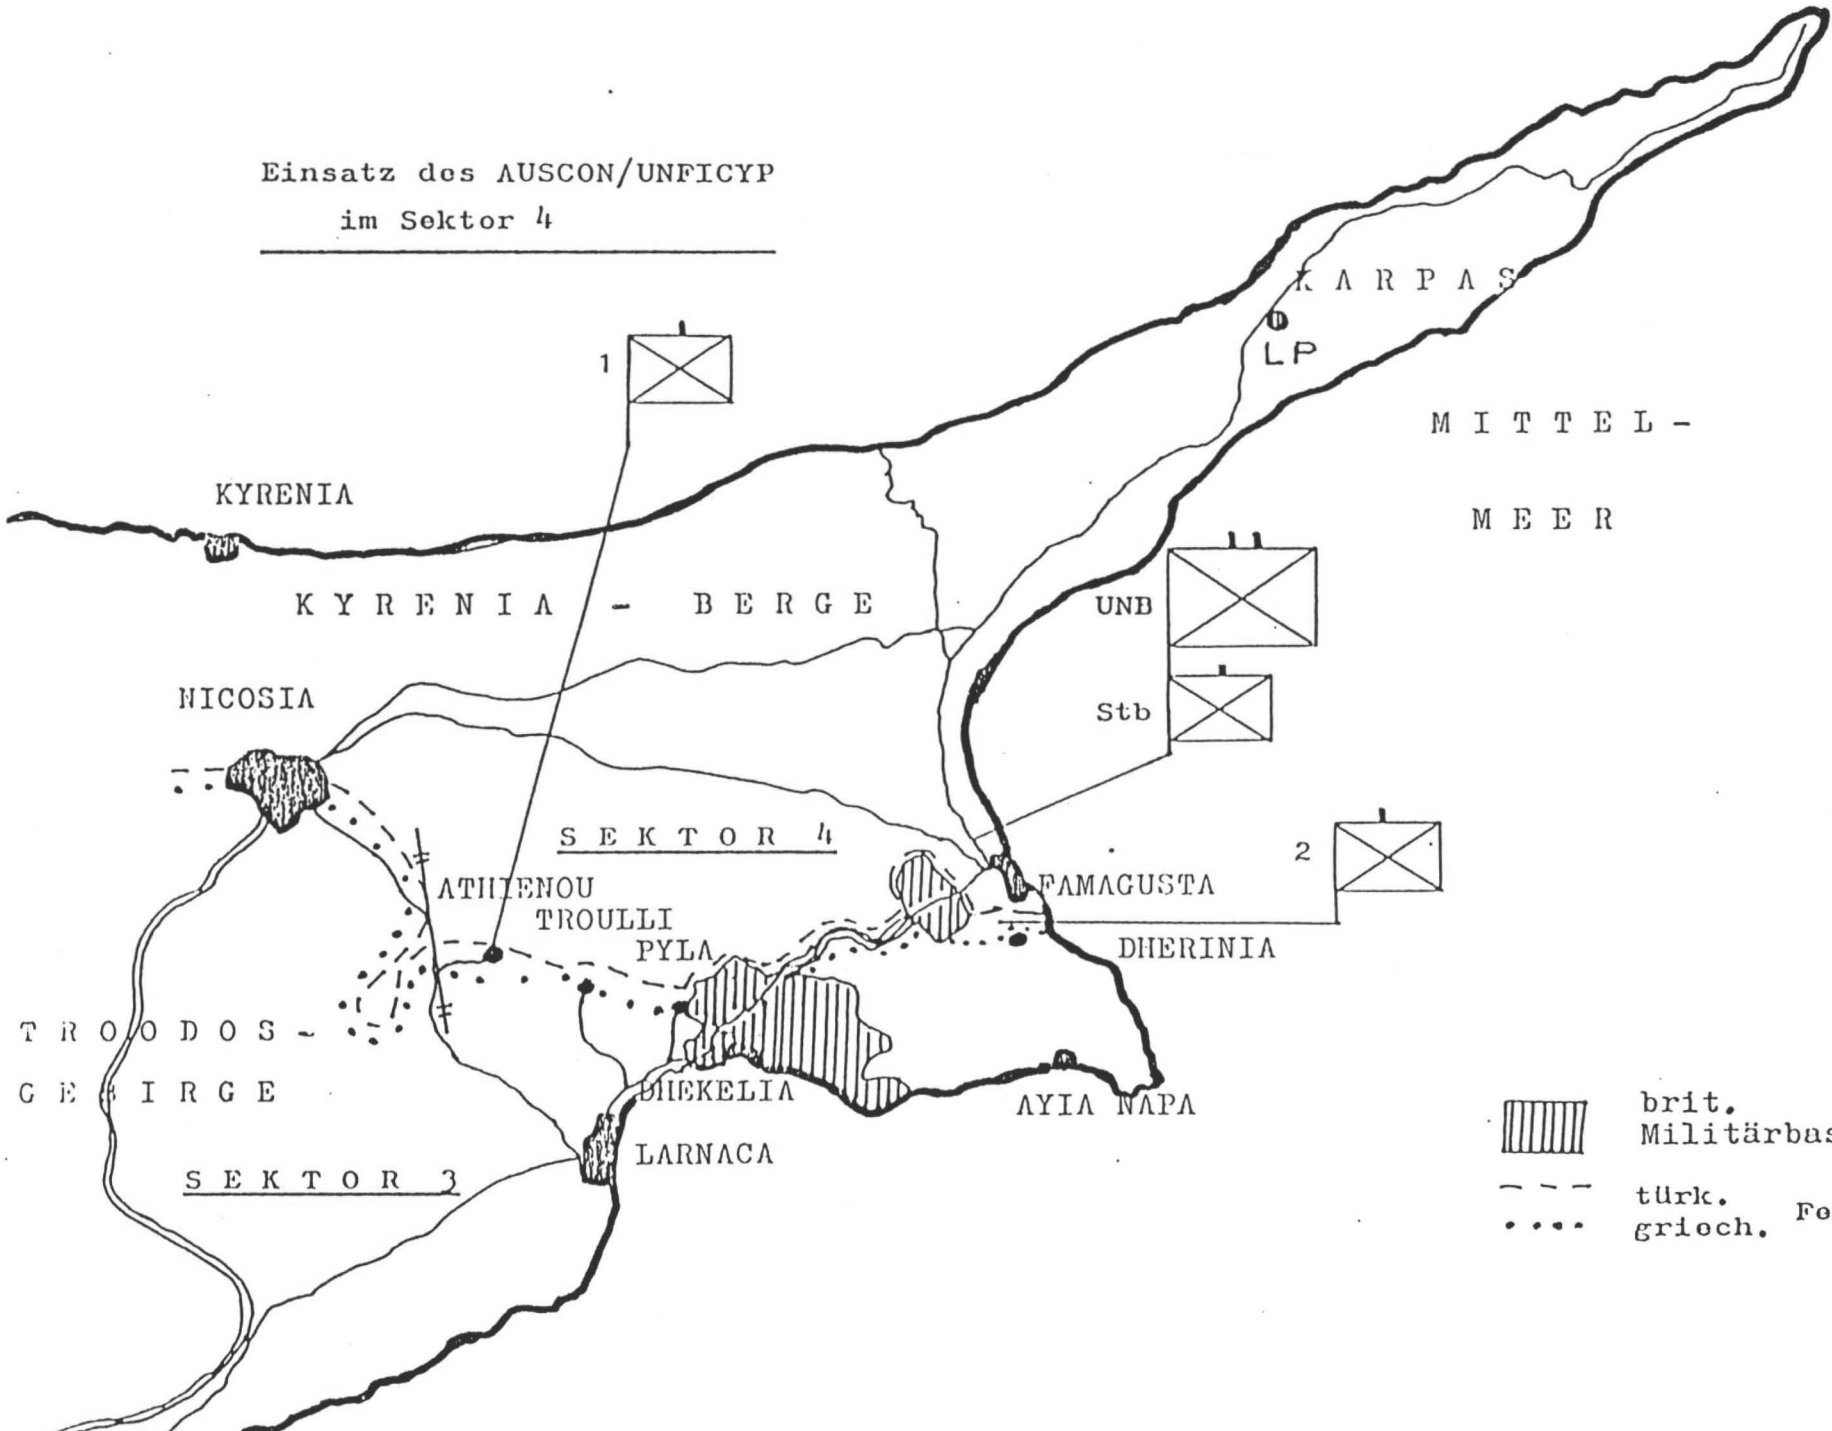 Einsatz des AUSCON/UNFICYP
im Sektor 4
KARPAS
LP
1
MITTEL-
MEER
KYRENIA
KYRENIA - BERGE
UNB
Stb
NICOSIA
SEKTOR 4
2
ATHIENOU
FAMAGUSTA
TROULLI
PYLA
DHERINIA
TROODOS-
GEBIRGE
DHEKELIA
AYIA NAPA
LARNACA
SEKTOR 3
brit.
Militärbas
türk.
griech.
Fe